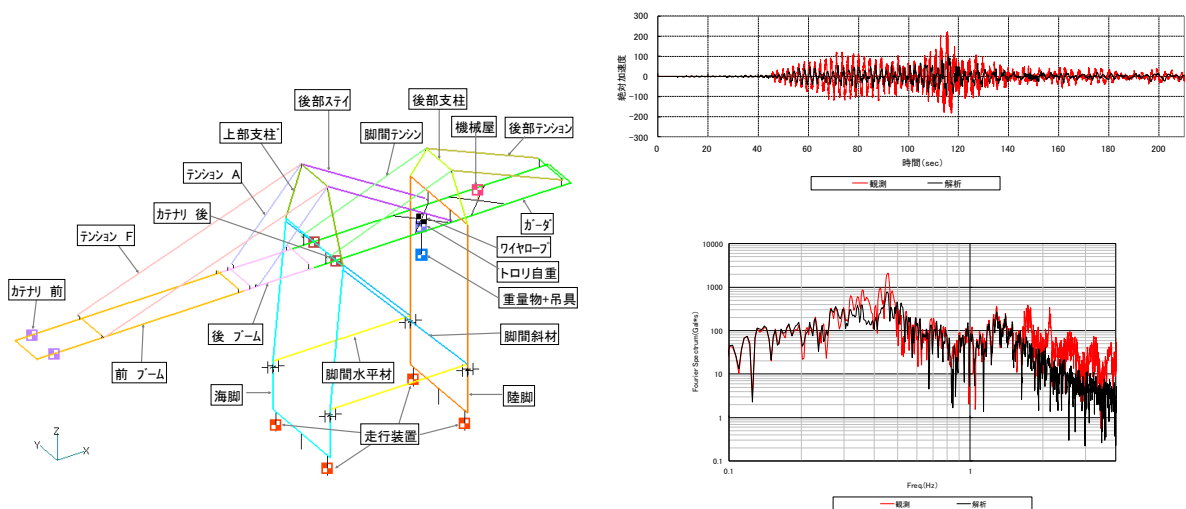 後部ステイ
後部支柱
上部支柱
脚間テンシン
機械屋
後部テンション
テンション A
カテナリ 後
テンション F
カテナリ 前
ガーダ
ワイヤロープ
トロリ自重
重量物+吊具
後 ブーム
脚間斜材
前 ブーム
脚間水平材
海脚
陸脚
走行装置
Z
Y
X
絶対加速度
300
200
100
0
-100
-200
-300
0 20 40 60 80 100 120 140 160 180 200
時間(sec)
観測 解析
Fourier Spectrum(Gal*s)
10000
1000
100
10
1
0.1
0.1 1
Freq.(Hz)
観測 解析